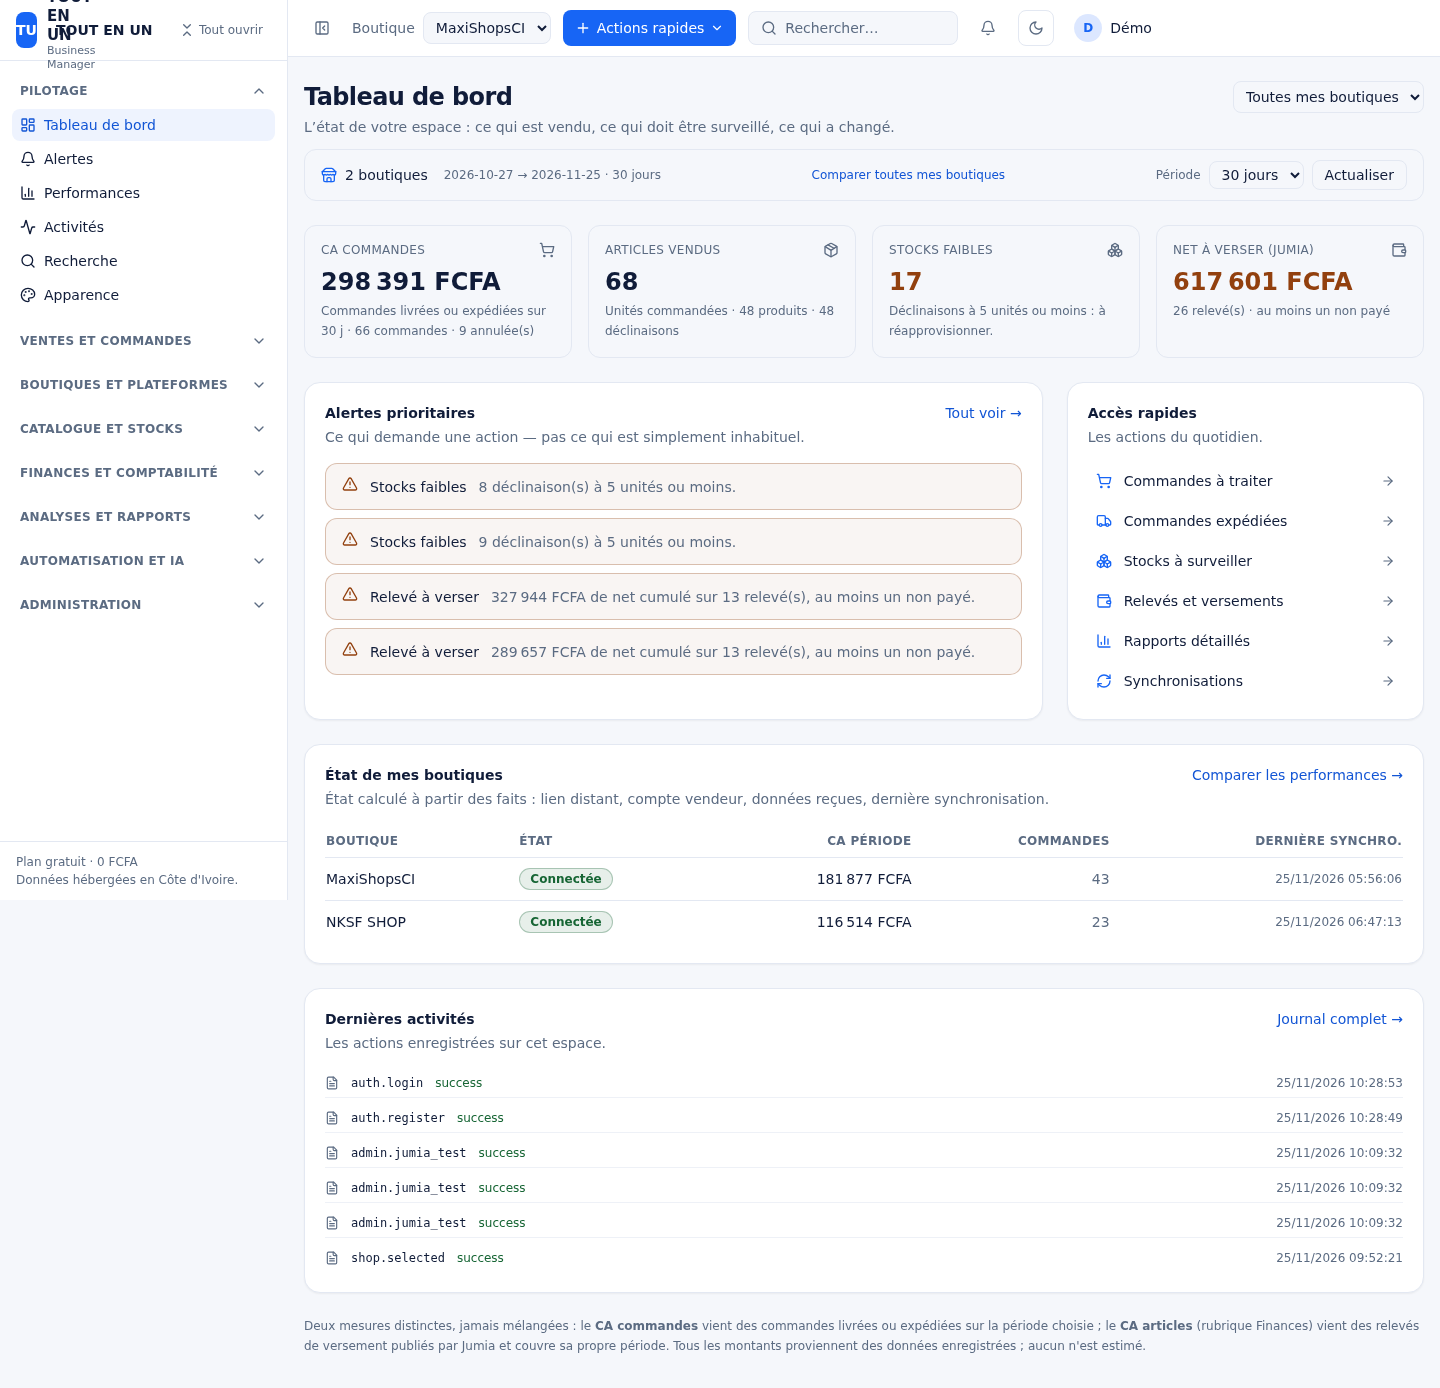 TU
TOUT
EN
UN
TOUT EN UN
Business
Manager
Tout ouvrir
PILOTAGE
Tableau de bord
Alertes
Performances
Activités
Recherche
Apparence
VENTES ET COMMANDES
BOUTIQUES ET PLATEFORMES
CATALOGUE ET STOCKS
FINANCES ET COMPTABILITÉ
ANALYSES ET RAPPORTS
AUTOMATISATION ET IA
ADMINISTRATION
Plan gratuit · 0 FCFA
Données hébergées en Côte d'Ivoire.
Boutique MaxiShopsCI Actions rapides Rechercher… D Démo
Tableau de bord
Toutes mes boutiques
L’état de votre espace : ce qui est vendu, ce qui doit être surveillé, ce qui a changé.
2 boutiques 2026-10-27 → 2026-11-25 · 30 jours Comparer toutes mes boutiques Période 30 jours Actualiser
CA COMMANDES
298 391 FCFA
Commandes livrées ou expédiées sur
30 j · 66 commandes · 9 annulée(s)
ARTICLES VENDUS
68
Unités commandées · 48 produits · 48
déclinaisons
STOCKS FAIBLES
17
Déclinaisons à 5 unités ou moins : à
réapprovisionner.
NET À VERSER (JUMIA)
617 601 FCFA
26 relevé(s) · au moins un non payé
Alertes prioritaires Tout voir →
Ce qui demande une action — pas ce qui est simplement inhabituel.
Stocks faibles 8 déclinaison(s) à 5 unités ou moins.
Stocks faibles 9 déclinaison(s) à 5 unités ou moins.
Relevé à verser 327 944 FCFA de net cumulé sur 13 relevé(s), au moins un non payé.
Relevé à verser 289 657 FCFA de net cumulé sur 13 relevé(s), au moins un non payé.
Accès rapides
Les actions du quotidien.
Commandes à traiter →
Commandes expédiées →
Stocks à surveiller →
Relevés et versements →
Rapports détaillés →
Synchronisations →
État de mes boutiques Comparer les performances →
État calculé à partir des faits : lien distant, compte vendeur, données reçues, dernière synchronisation.
BOUTIQUE ÉTAT CA PÉRIODE COMMANDES DERNIÈRE SYNCHRO.
MaxiShopsCI Connectée 181 877 FCFA 43 25/11/2026 05:56:06
NKSF SHOP Connectée 116 514 FCFA 23 25/11/2026 06:47:13
Dernières activités Journal complet →
Les actions enregistrées sur cet espace.
auth.login success 25/11/2026 10:28:53
auth.register success 25/11/2026 10:28:49
admin.jumia_test success 25/11/2026 10:09:32
admin.jumia_test success 25/11/2026 10:09:32
admin.jumia_test success 25/11/2026 10:09:32
shop.selected success 25/11/2026 09:52:21
Deux mesures distinctes, jamais mélangées : le CA commandes vient des commandes livrées ou expédiées sur la période choisie ; le CA articles (rubrique Finances) vient des relevés
de versement publiés par Jumia et couvre sa propre période. Tous les montants proviennent des données enregistrées ; aucun n'est estimé.